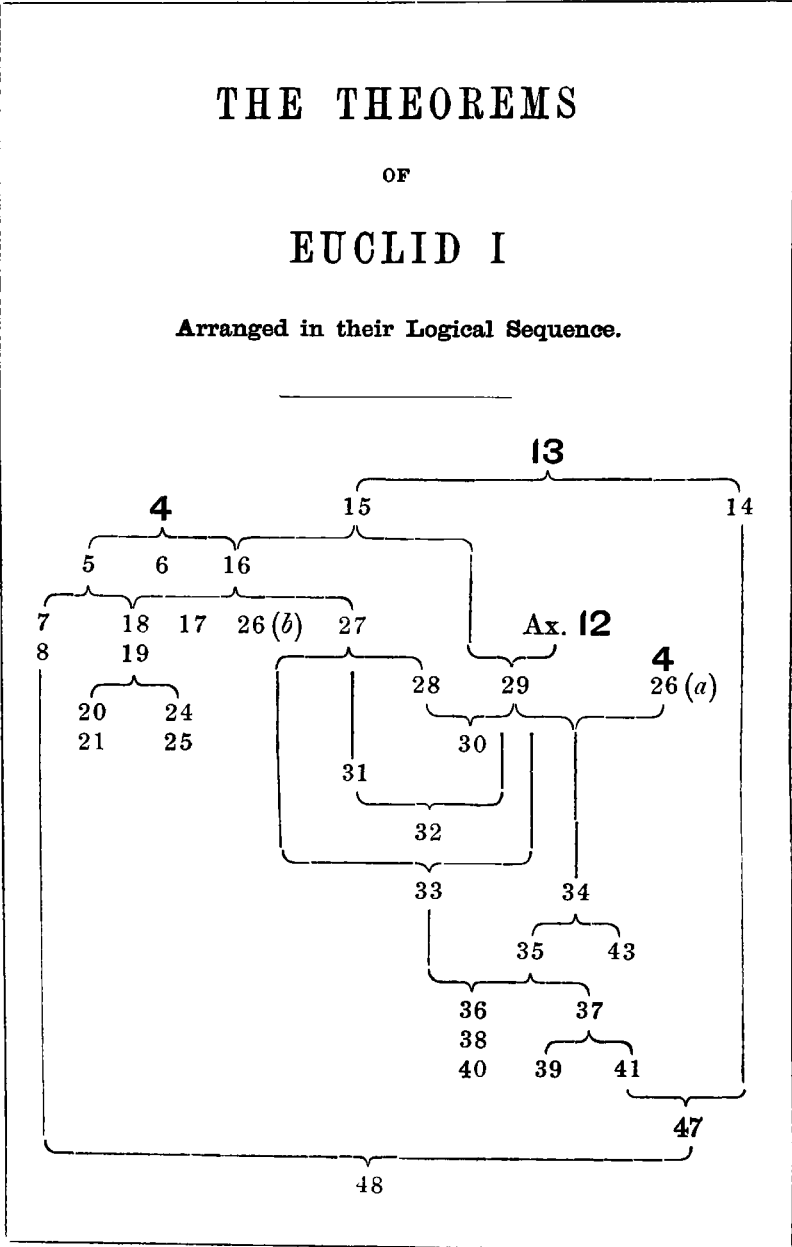 THE THEOREMS
OF
EUCLID I
Arranged in their Logical Sequence.
13
4 15 14
5 6 16
7 18 17 26 (b) 27 Ax. 12
8 19 4
28 29 26 (a)
20 24
21 25 30
31
32
33 34
35 43
36 37
38
40 39 41
47
48